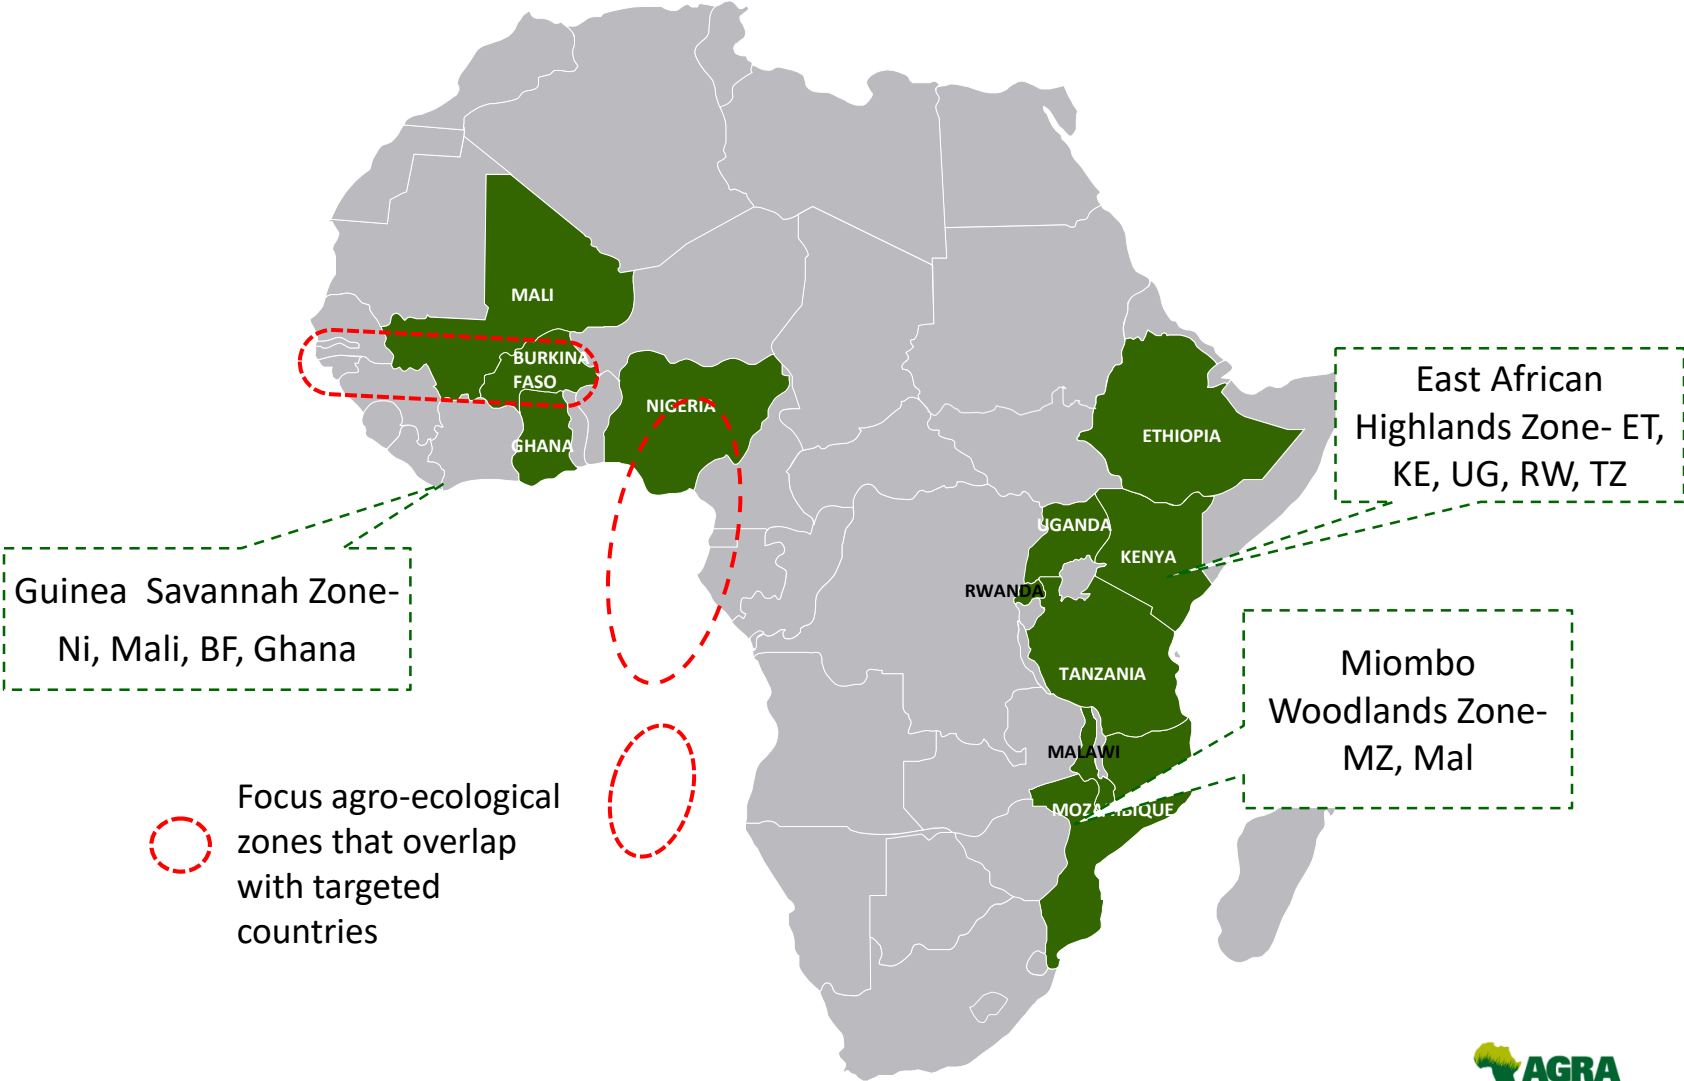 MALI
BURKINA
FASO
NIGERIA
GHANA
ETHIOPIA
UGANDA
KENYA
RWANDA
TANZANIA
MALAWI
MOZAMBIQUE
East African
Highlands Zone- ET,
KE, UG, RW, TZ
Guinea Savannah Zone-
Ni, Mali, BF, Ghana
Miombo
Woodlands Zone-
MZ, Mal
Focus agro-ecological
zones that overlap
with targeted
countries
AGRA